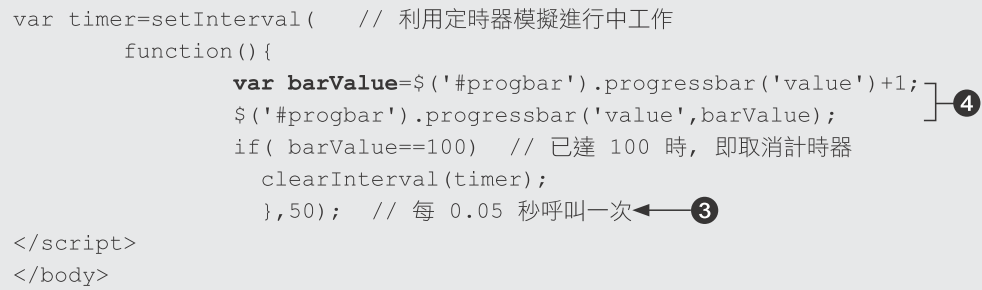 var timer=setInterval(   // 利用定時器模擬進行中工作
        function(){
                var barValue=$('#progbar').progressbar('value')+1;
                $('#progbar').progressbar('value',barValue); ❹
                if( barValue==100)  // 已達 100 時, 即取消計時器
                  clearInterval(timer);
                  },50);  // 每 0.05 秒呼叫一次 ❸
</script>
</body>